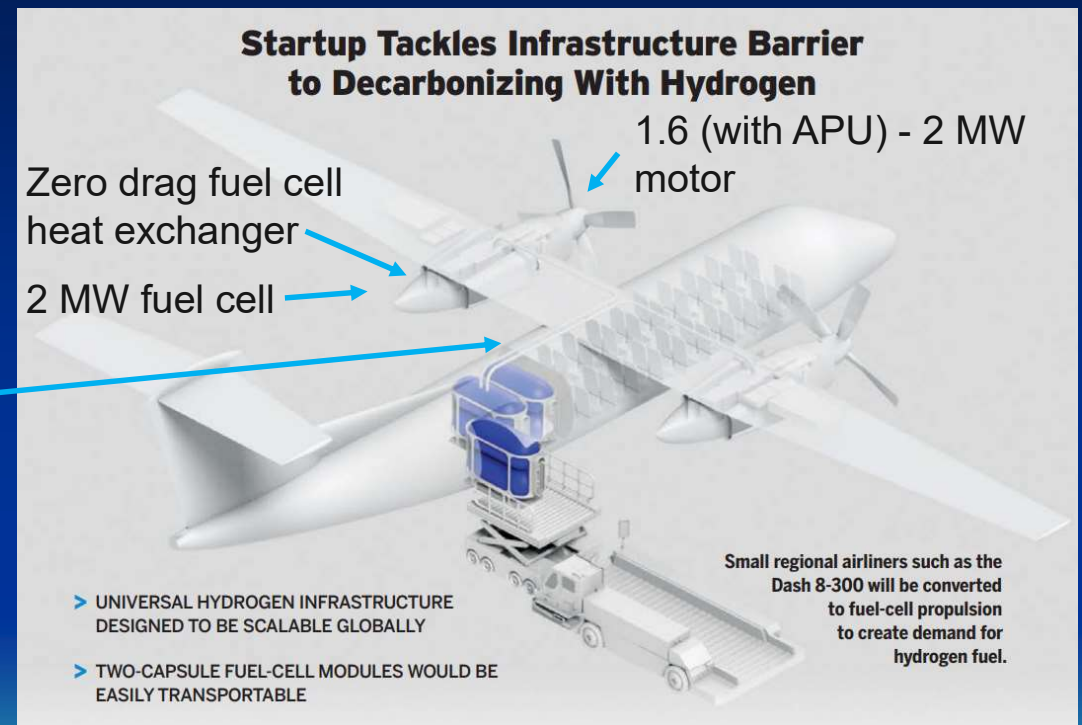 Startup Tackles Infrastructure Barrier
to Decarbonizing With Hydrogen
1.6 (with APU) - 2 MW
motor
Zero drag fuel cell
heat exchanger
2 MW fuel cell
Small regional airliners such as the
Dash 8-300 will be converted
to fuel-cell propulsion
to create demand for
hydrogen fuel.
> UNIVERSAL HYDROGEN INFRASTRUCTURE
DESIGNED TO BE SCALABLE GLOBALLY
> TWO-CAPSULE FUEL-CELL MODULES WOULD BE
EASILY TRANSPORTABLE